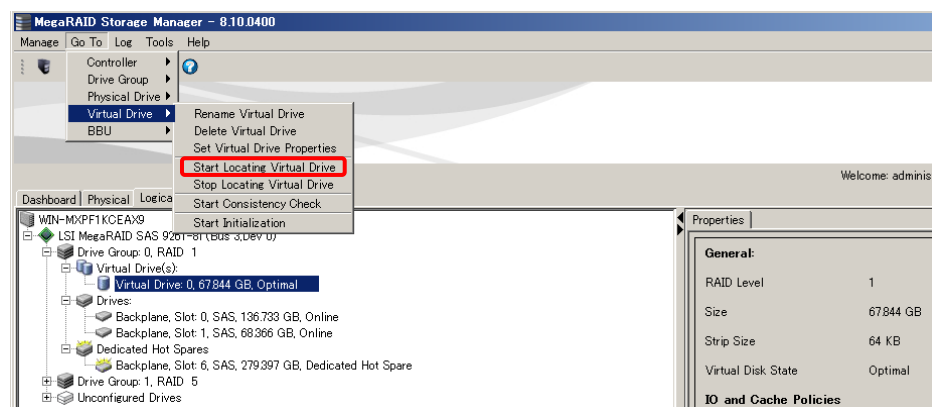 MegaRAID Storage Manager - 8.10.0400
Manage Go To Log Tools Help
Controller
Drive Group
Physical Drive
Virtual Drive
BBU
Rename Virtual Drive
Delete Virtual Drive
Set Virtual Drive Properties
Start Locating Virtual Drive
Stop Locating Virtual Drive
Start Consistency Check
Start Initialization
Welcome: adminis
Dashboard Physical Logica
WIN-MXPF1KCEAX9
LSI MegaRAID SAS 9261-8i (Bus 3,Dev 0)
Drive Group: 0, RAID 1
Virtual Drive(s):
Virtual Drive: 0, 67.844 GB, Optimal
Drives:
Backplane, Slot: 0, SAS, 136.733 GB, Online
Backplane, Slot: 1, SAS, 68.366 GB, Online
Dedicated Hot Spares
Backplane, Slot: 6, SAS, 279.397 GB, Dedicated Hot Spare
Drive Group: 1, RAID 5
Unconfigured Drives
Properties
General:
RAID Level 1
Size 67.844 GB
Strip Size 64 KB
Virtual Disk State Optimal
IO and Cache Policies